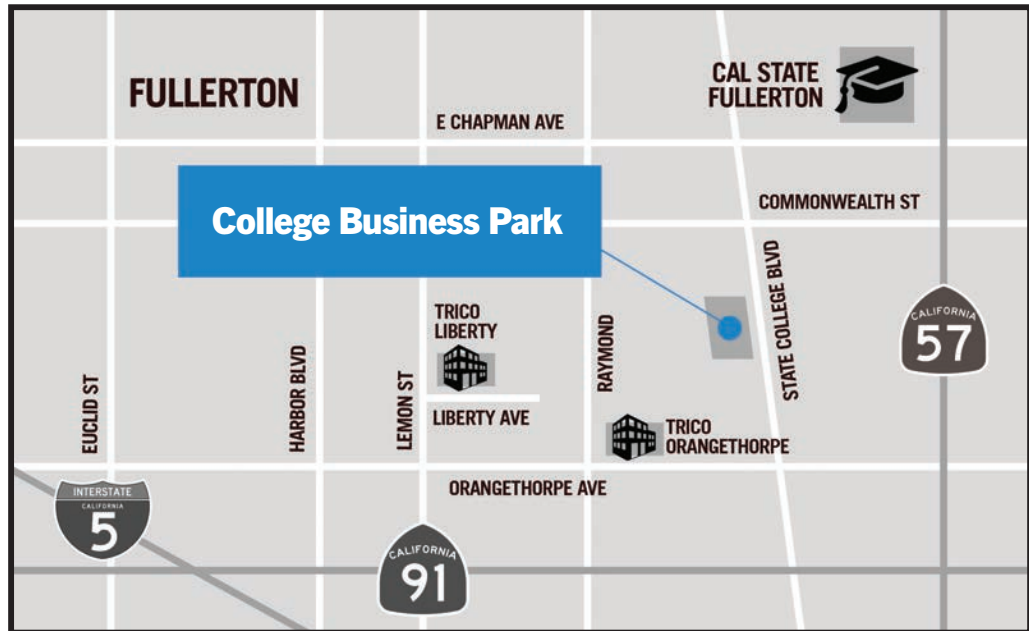 FULLERTON
CAL STATE
FULLERTON
E CHAPMAN AVE
COMMONWEALTH ST
College Business Park
STATE COLLEGE BLVD
CALIFORNIA
57
TRICO
LIBERTY
RAYMOND
EUCLID ST
HARBOR BLVD
LEMON ST
LIBERTY AVE
TRICO
ORANGETHORPE
ORANGETHORPE AVE
INTERSTATE
CALIFORNIA
5
CALIFORNIA
91